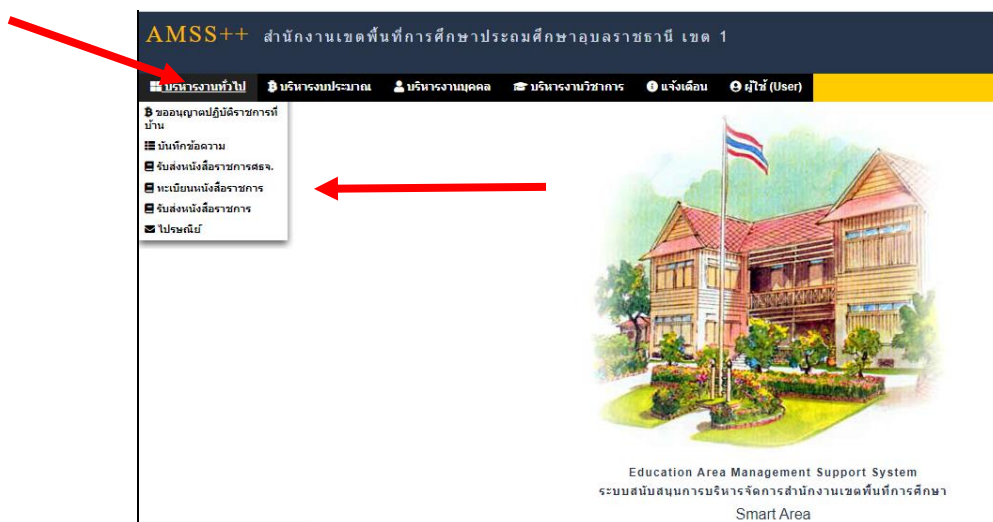 AMSS++ สำนักงานเขตพื้นที่การศึกษาประถมศึกษาอุบลราชธานี เขต 1
บริหารงานทั่วไป บริหารงบประมาณ บริหารงานบุคคล บริหารงานวิชาการ แจ้งเตือน ผู้ใช้ (User)
ขออนุญาตปฏิบัติราชการที่
บ้าน
บันทึกข้อความ
รับส่งหนังสือราชการศธจ.
ทะเบียนหนังสือราชการ
รับส่งหนังสือราชการ
ไปรษณีย์
Education Area Management Support System
ระบบสนับสนุนการบริหารจัดการสำนักงานเขตพื้นที่การศึกษา
Smart Area